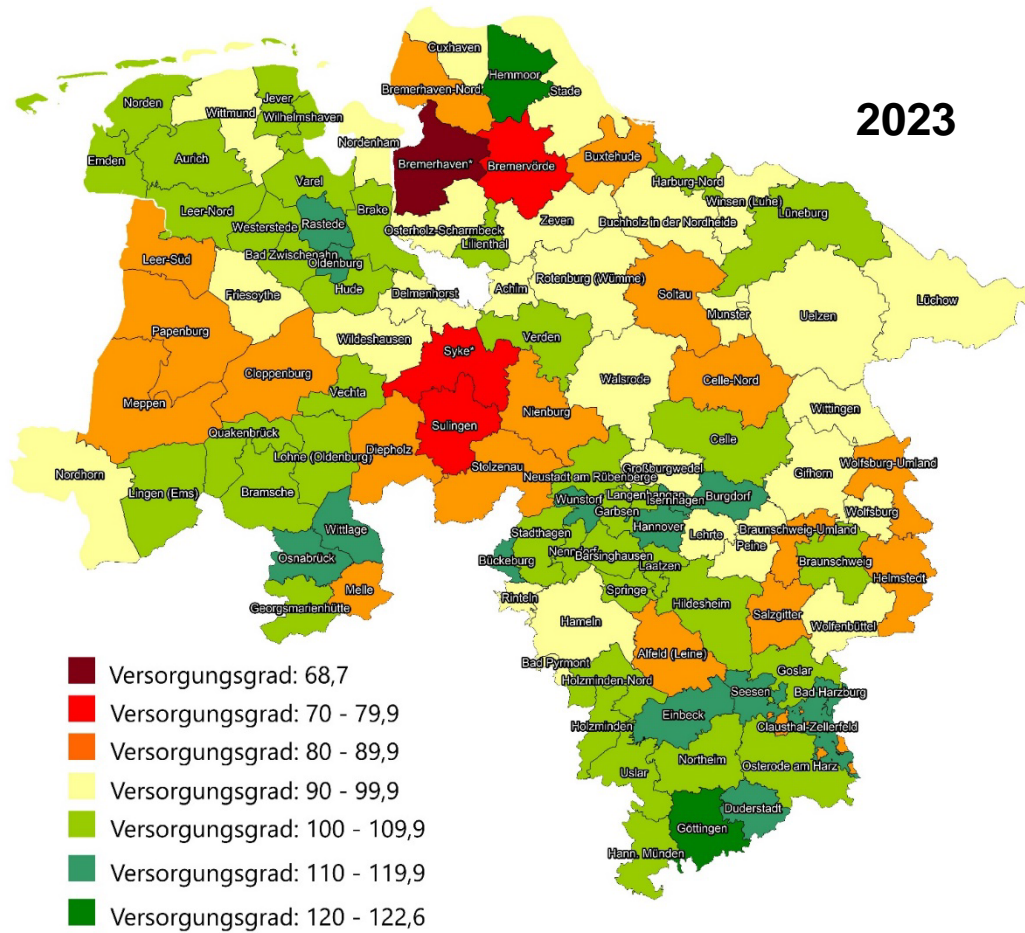 2023
Cuxhaven
Hemmoor
Bremerhaven-Nord*
Stade
Norden
Jever
Wittmund
Wilhelmshaven
Nordenham
Emden
Aurich
Bremerhaven*
Bremervörde
Buxtehude
Varel
Harburg-Nord
Leer-Nord
Brake
Zeven
Winsen (Luhe)
Lüneburg
Rastede
Westerstede
Osterholz-Scharmbeck
Buchholz in der Nordheide
Lilienthal
Leer-Süd
Bad Zwischenahn
Oldenburg
Rotenburg (Wümme)
Friesoythe
Hude
Delmenhorst
Achim
Soltau
Lüchow
Munster
Uelzen
Papenburg
Wildeshausen
Verden
Syke*
Cloppenburg
Walsrode
Celle-Nord
Vechta
Meppen
Wittingen
Nienburg
Sulingen
Quakenbrück
Celle
Nordhorn
Lohne (Oldenburg)
Diepholz
Wolfsburg-Umland
Stolzenau
Großburgwedel
Gifhorn
Neustadt am Rübenberge
Lingen (Ems)
Bramsche
Langenhagen
Wunstorf
Isernhagen
Burgdorf
Garbsen
Wolfsburg
Wittlage
Stadthagen
Hannover
Braunschweig-Umland
Lehrte
Peine
Osnabrück
Bückeburg
Nenndorf
Barsinghausen
Laatzen
Braunschweig
Helmstedt
Melle
Springe
Rinteln
Hildesheim
Georgsmarienhütte
Salzgitter
Hameln
Wolfenbüttel
Alfeld (Leine)
Bad Pyrmont
Holzminden-Nord
Goslar
Seesen
Bad Harzburg
Einbeck
Holzminden
Clausthal-Zellerfeld
Northeim
Osterode am Harz
Uslar
Duderstadt
Göttingen
Hann. Münden
Versorgungsgrad: 68,7
Versorgungsgrad: 70 - 79,9
Versorgungsgrad: 80 - 89,9
Versorgungsgrad: 90 - 99,9
Versorgungsgrad: 100 - 109,9
Versorgungsgrad: 110 - 119,9
Versorgungsgrad: 120 - 122,6